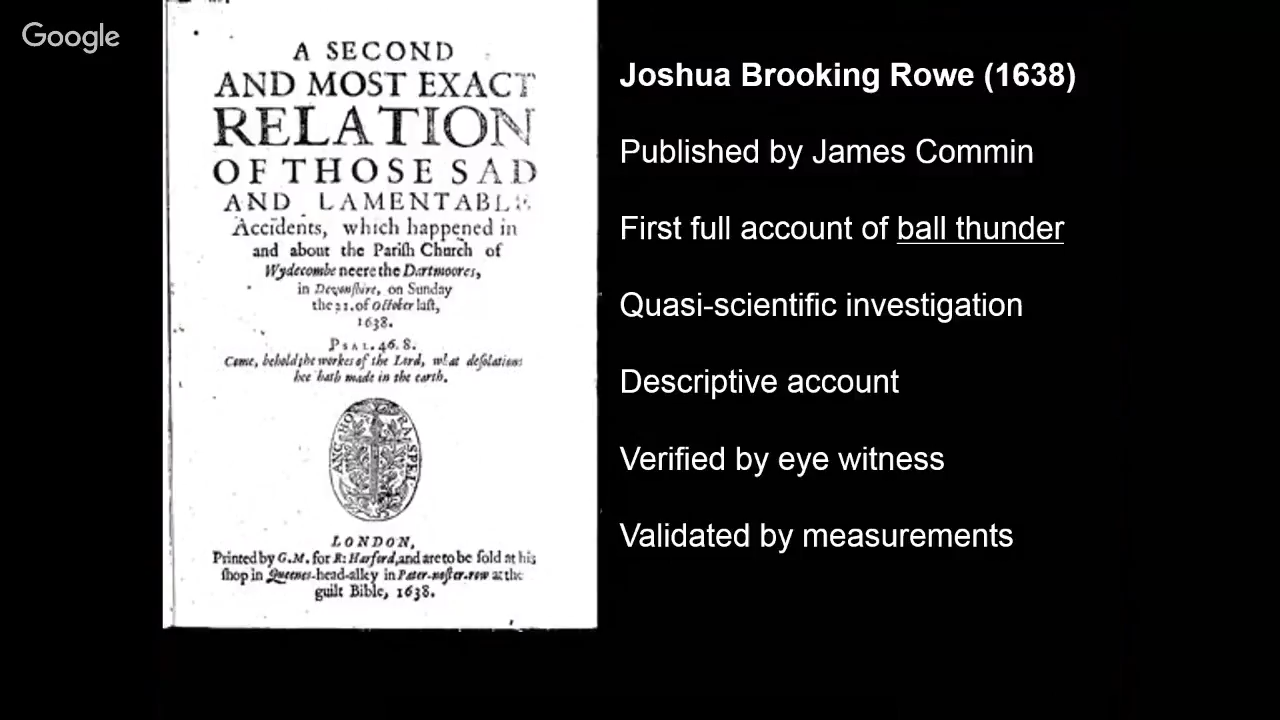 Google
A SECOND
AND MOST EXACT
RELATION
OF THOSE SAD
AND LAMENTABLE
Accidents, which happened in
and about the Parish Church of
Wydecombe neere the Dartmoores,
in Devonshire, on Sunday
the 21. of October last,
1638.
PSAL. 46. 8.
Come, behold the workes of the Lord, what desolations
hee hath made in the earth.
ANCHORA SPEI
LONDON,
Printed by G.M. for R: Harford, and are to be sold at his
shop in Queenes-head-alley in Pater-noster-row at the
guilt Bible, 1638.
Joshua Brooking Rowe (1638)
Published by James Commin
First full account of ball thunder
Quasi-scientific investigation
Descriptive account
Verified by eye witness
Validated by measurements